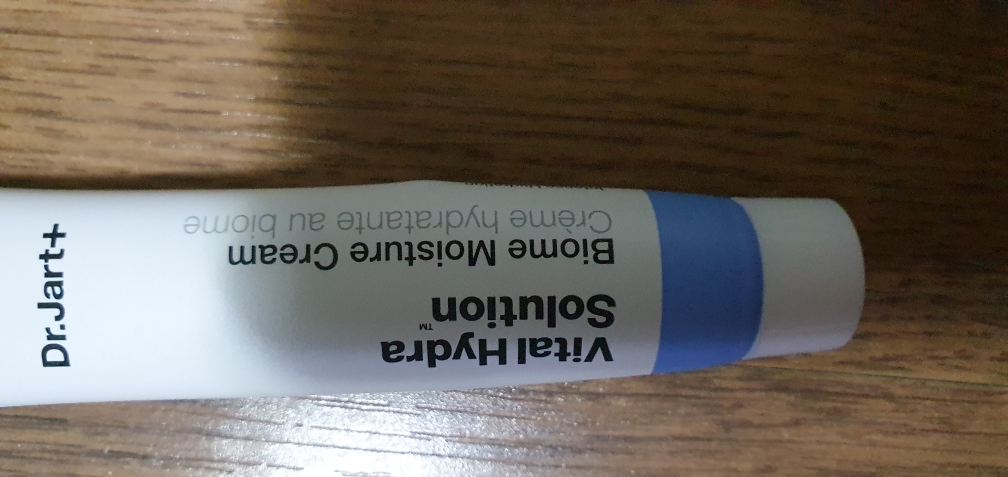 Vital Hydra
Solution™
Biome Moisture Cream
Crème hydratante au biome
Dr.Jart+